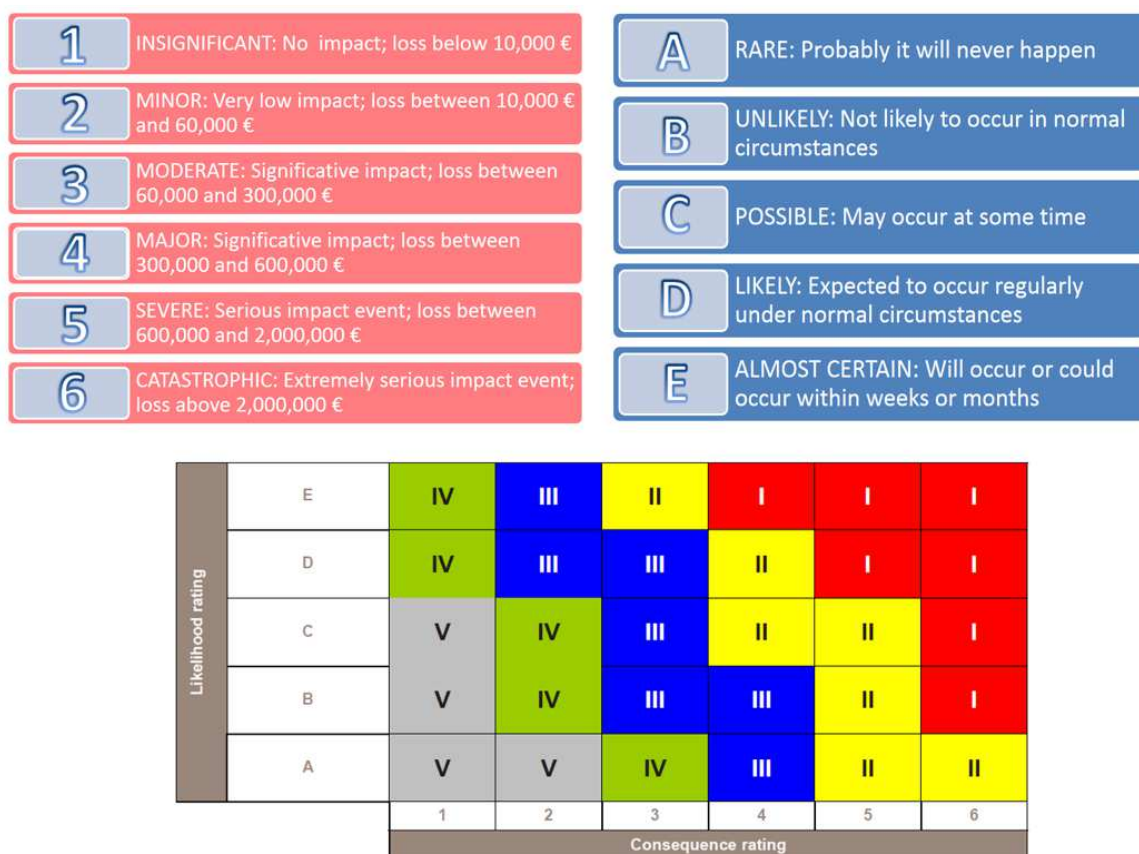 1
INSIGNIFICANT: No impact; loss below 10,000 €
2
MINOR: Very low impact; loss between 10,000 €
and 60,000 €
3
MODERATE: Significative impact; loss between
60,000 and 300,000 €
4
MAJOR: Significative impact; loss between
300,000 and 600,000 €
5
SEVERE: Serious impact event; loss between
600,000 and 2,000,000 €
6
CATASTROPHIC: Extremely serious impact event;
loss above 2,000,000 €
A
RARE: Probably it will never happen
B
UNLIKELY: Not likely to occur in normal
circumstances
C
POSSIBLE: May occur at some time
D
LIKELY: Expected to occur regularly
under normal circumstances
E
ALMOST CERTAIN: Will occur or could
occur within weeks or months
Likelihood rating
E IV III II I I I
D IV III III II I I
C V IV III II II I
B V IV III III II I
A V V IV III II II
1 2 3 4 5 6
Consequence rating